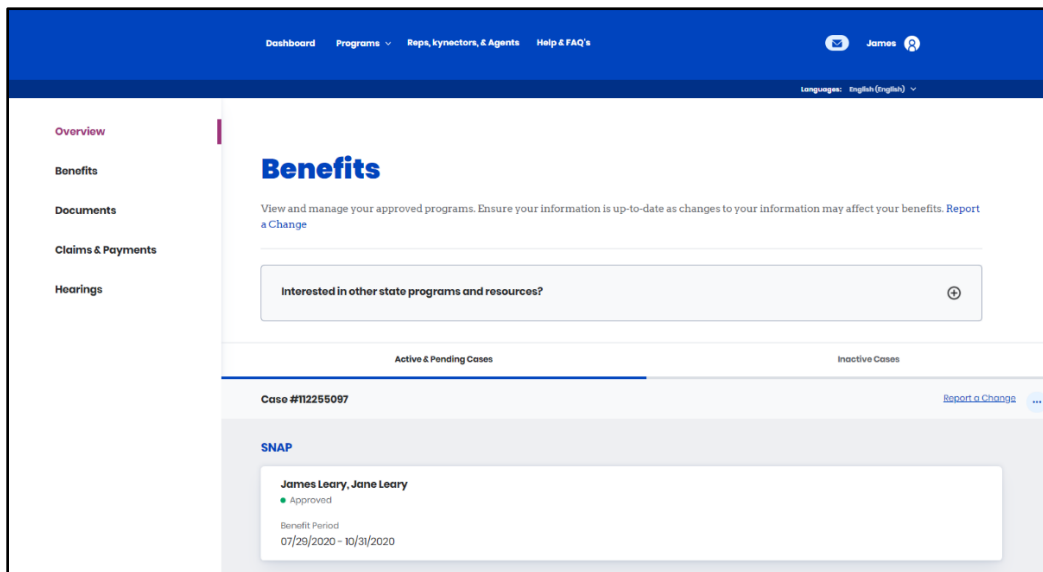 Dashboard Programs Reps, kynectors, & Agents Help & FAQ's James
Languages: English (English)
Overview
Benefits
Documents
Claims & Payments
Hearings
Benefits
View and manage your approved programs. Ensure your information is up-to-date as changes to your information may affect your benefits. Report
a Change
Interested in other state programs and resources?
Active & Pending Cases Inactive Cases
Case #112255097 Report a Change ...
SNAP
James Leary, Jane Leary
Approved
Benefit Period
07/29/2020 - 10/31/2020